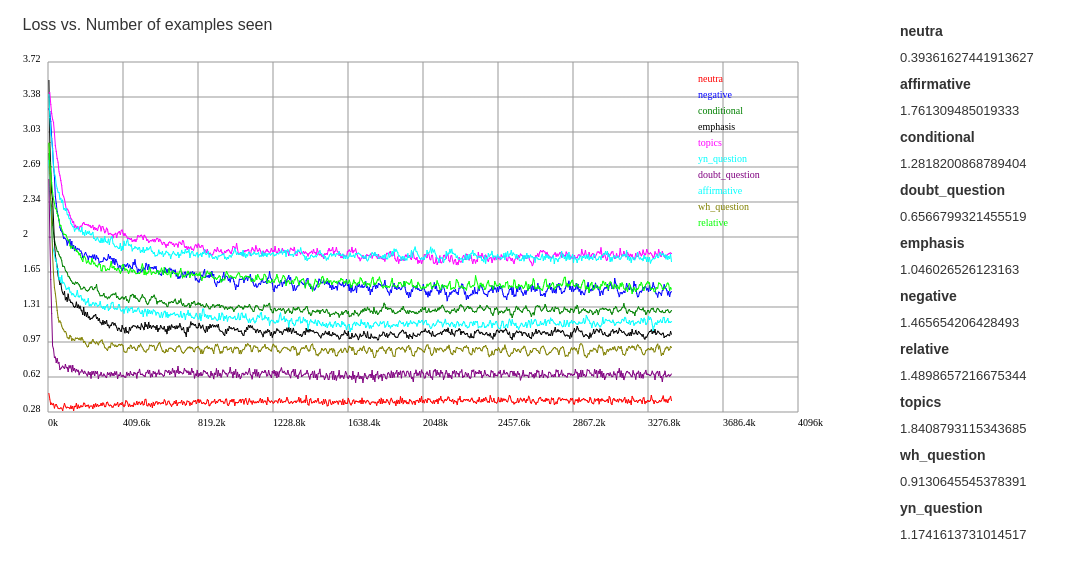 Loss vs. Number of examples seen
3.72
3.38
3.03
2.69
2.34
2
1.65
1.31
0.97
0.62
0.28
0k
409.6k
819.2k
1228.8k
1638.4k
2048k
2457.6k
2867.2k
3276.8k
3686.4k
4096k
neutra
negative
conditional
emphasis
topics
yn_question
doubt_question
affirmative
wh_question
relative
neutra
0.39361627441913627
affirmative
1.761309485019333
conditional
1.2818200868789404
doubt_question
0.6566799321455519
emphasis
1.046026526123163
negative
1.465654206428493
relative
1.4898657216675344
topics
1.8408793115343685
wh_question
0.9130645545378391
yn_question
1.1741613731014517